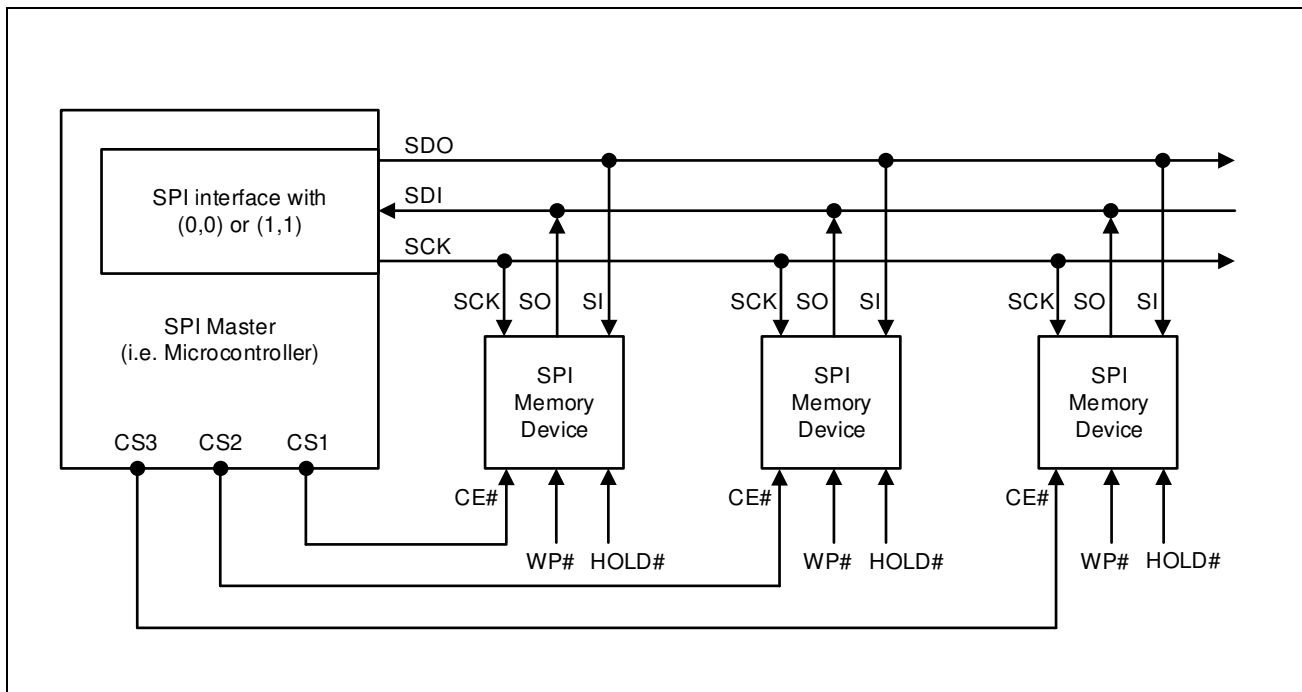 SDO
SPI interface with
(0,0) or (1,1)
SDI
SCK
SPI Master
(i.e. Microcontroller)
CS3 CS2 CS1
SCK SO SI
SPI
Memory
Device
CE#
WP# HOLD#
SCK SO SI
SPI
Memory
Device
CE#
WP# HOLD#
SCK SO SI
SPI
Memory
Device
CE#
WP# HOLD#